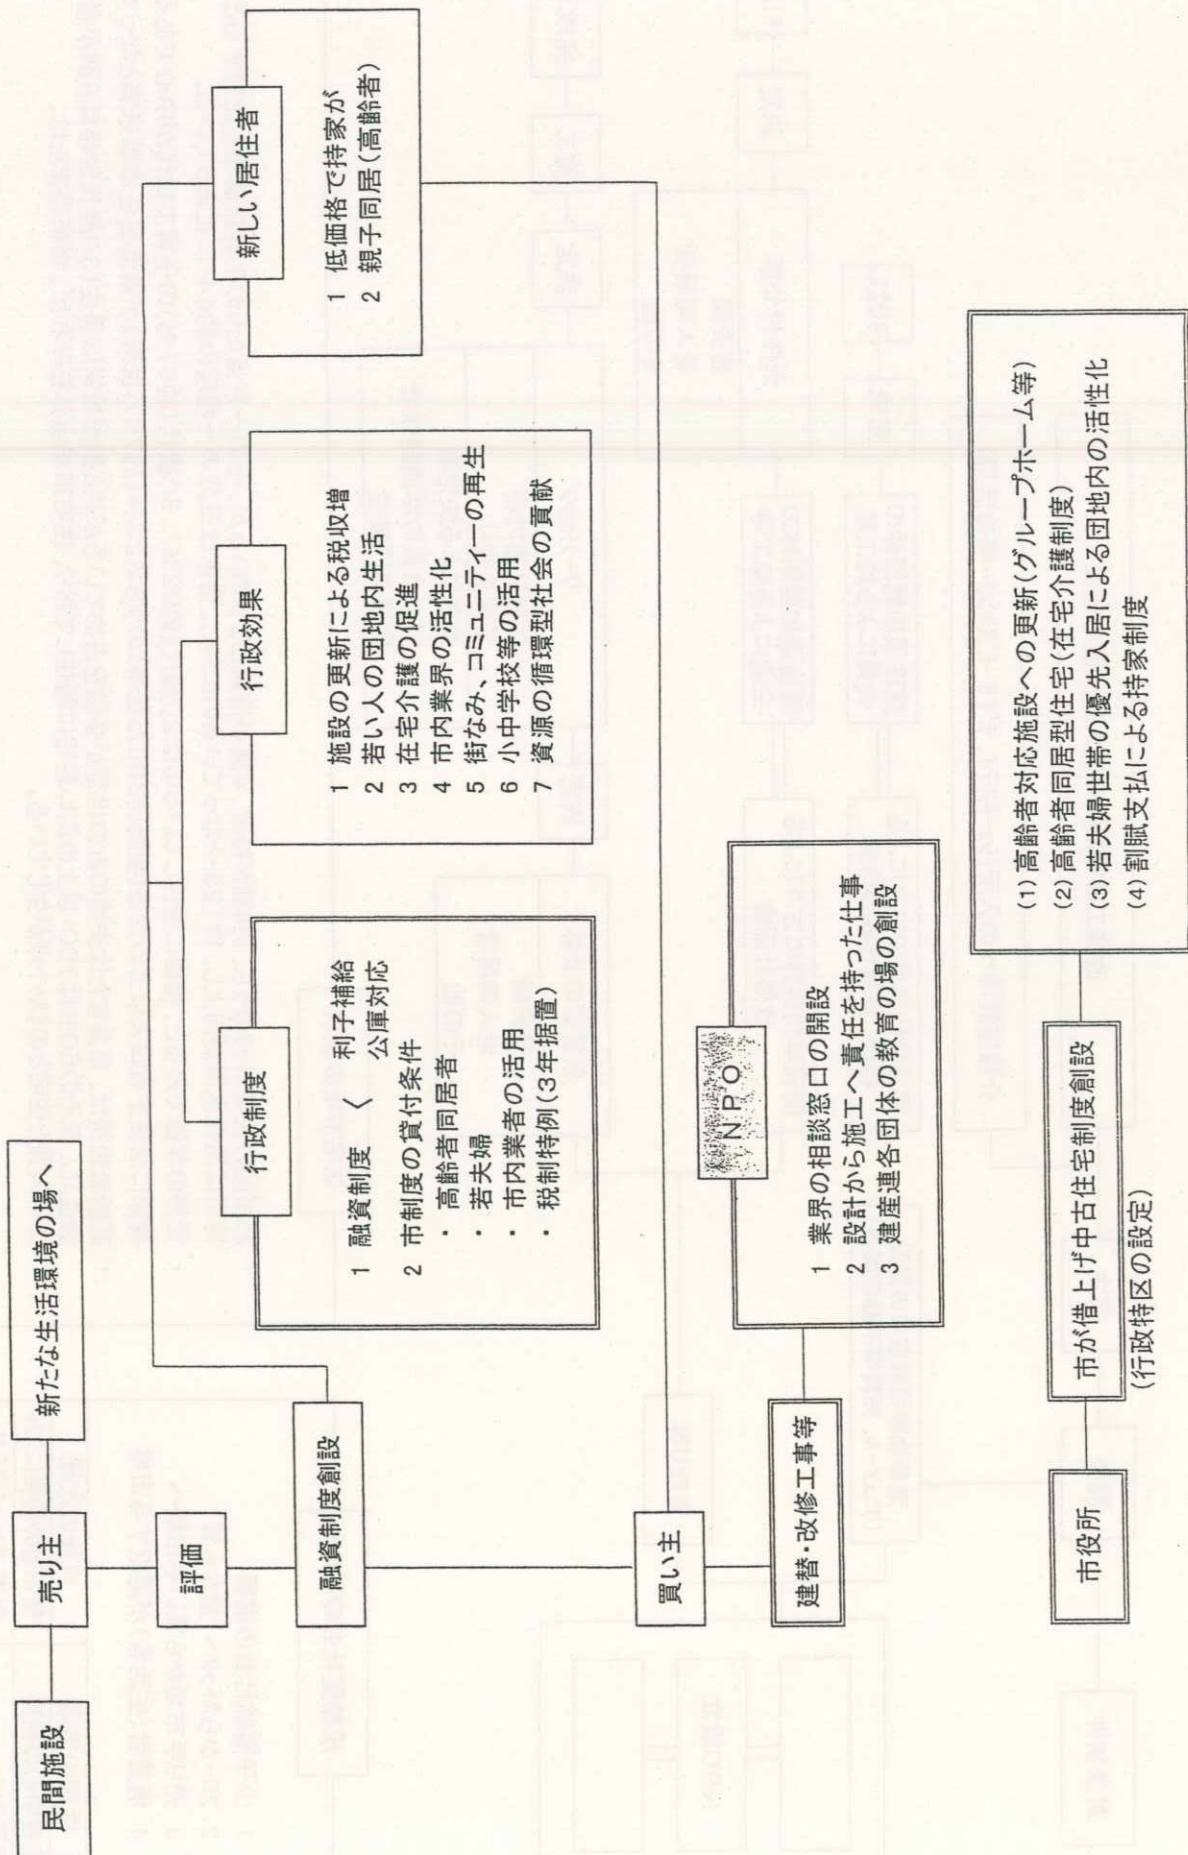 民間施設
売り主
新たな生活環境の場へ
評価
融資制度創設
行政制度
1 融資制度 〈 利子補給
公庫対応
2 市制度の貸付条件
・ 高齢者同居者
・ 若夫婦
・ 市内業者の活用
・ 税制特例(3年据置)
行政効果
1 施設の更新による税収増
2 若い人の団地内生活
3 在宅介護の促進
4 市内業界の活性化
5 街なみ、コミュニティーの再生
6 小中学校等の活用
7 資源の循環型社会の貢献
新しい居住者
1 低価格で持家が
2 親子同居(高齢者)
買い主
建替・改修工事等
NPO
1 業界の相談窓口の開設
2 設計から施工へ責任を持った仕事
3 建産連各団体の教育の場の創設
市役所
市が借上げ中古住宅制度創設
(行政特区の設定)
(1) 高齢者対応施設への更新(グループホーム等)
(2) 高齢者同居型住宅(在宅介護制度)
(3) 若夫婦世帯の優先入居による団地内の活性化
(4) 割賦支払による持家制度